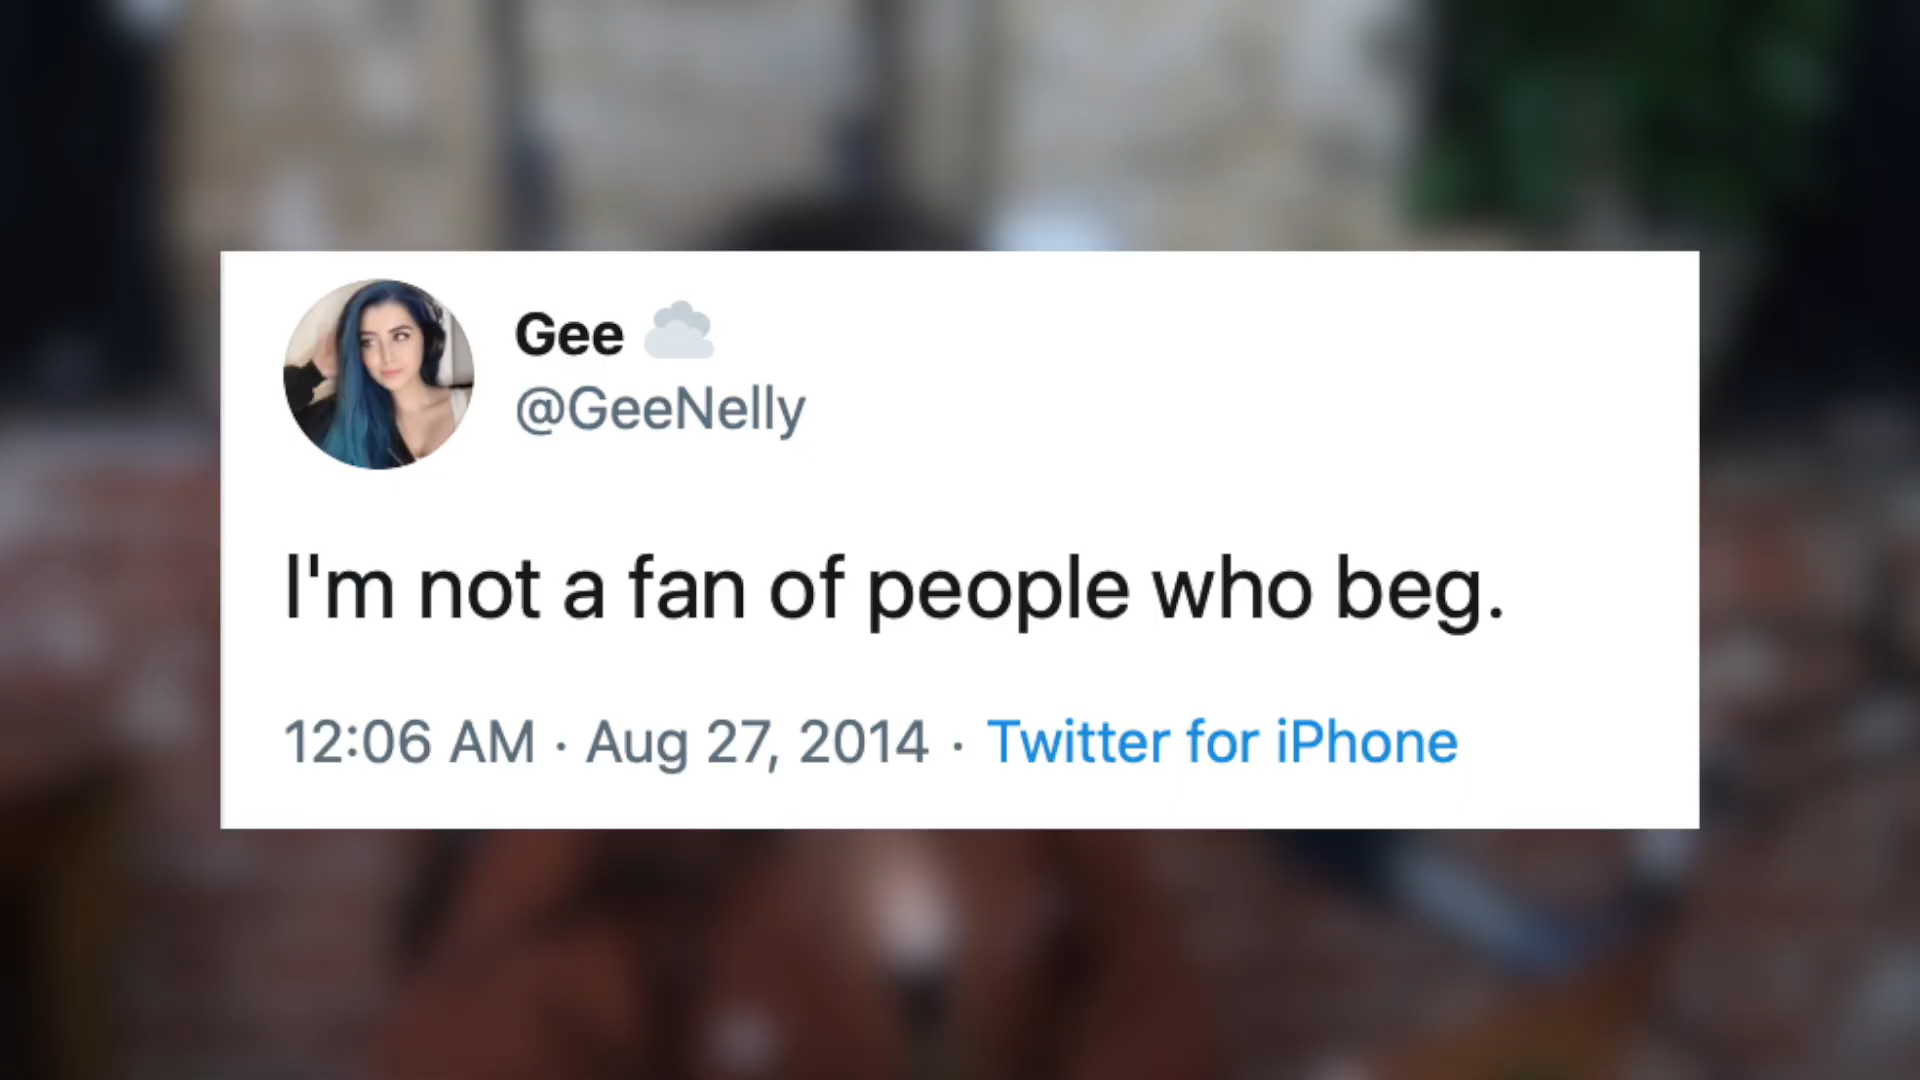 Gee ☁️
@GeeNelly
I'm not a fan of people who beg.
12:06 AM · Aug 27, 2014 · Twitter for iPhone